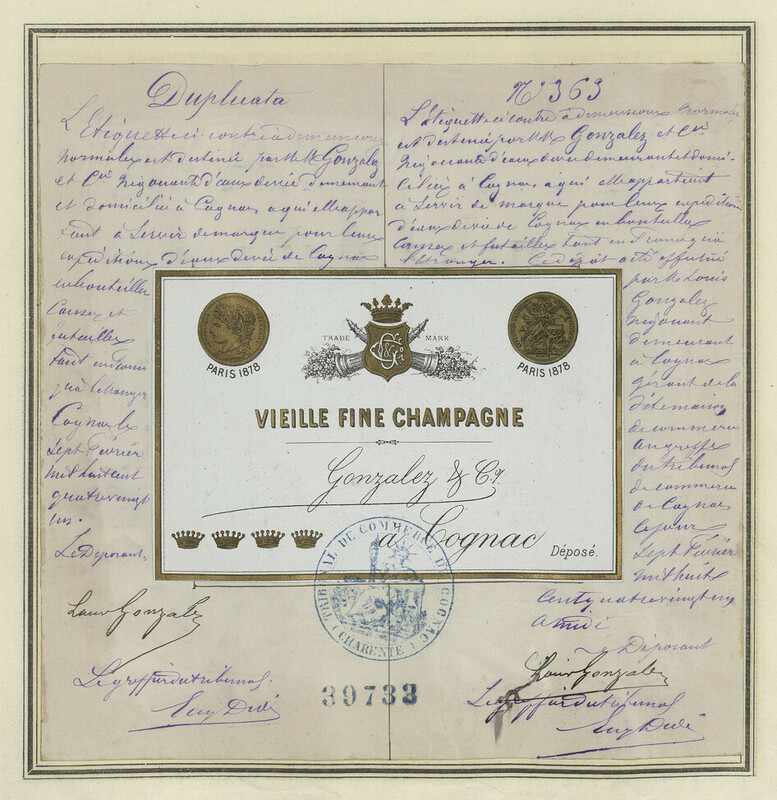 Duplicata
L'Etiquette ci contre à dimensions
normales est destinée par M.M. Gonzalez
et Cie Négociants d'eaux de vie demeurant
et domiciliés à Cognac, à qui elle appar
tient à servir de marque pour leurs
expéditions d'eaux de vie de Cognac
en bouteilles
Caisses et
futailles
tant en France
qu'à l'étranger
Cognac le
Sept Février
mil huit cent
quatre vingt
un.
Le Déposant.
Louis Gonzalez
Le greffier du tribunal.
N° 363
L'étiquette ci contre à dimensions normales
est destinée par M.M. Gonzalez et Cie
Négociants d'eaux de vie demeurant et domi-
ciliés à Cognac, à qui elle appartient
à servir de marque pour leurs expéditions
d'eaux de vie de Cognac en bouteilles
caisses et futailles tant en France qu'à
l'étranger. Ce dépôt a été effectué
par M. Louis
Gonzalez
Négociant
demeurant
à Cognac
gérant de la
dite maison
de commerce
au greffe
du tribunal
de commerce
de Cognac
ce jour
Sept Février
mil huit
cent quatre vingt un
à midi
Déposant
Louis Gonzalez
Le greffier du tribunal
PARIS 1878
TRADE MARK
PARIS 1878
VIEILLE FINE CHAMPAGNE
Gonzalez & Cie
à Cognac
Déposé.
TRIBUNAL DE COMMERCE DE COGNAC
(CHARENTE)
39733